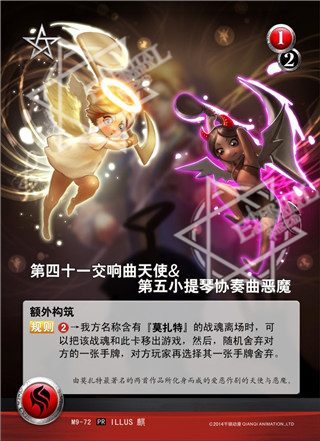 1
2
第四十一交响曲天使&
第五小提琴协奏曲恶魔
额外构筑
规则 2 →我方名称含有『莫扎特』的战魂离场时，可
以把该战魂和此卡移出游戏，然后，随机舍弃对
方的一张手牌，对方玩家再选择其一张手牌舍弃。
由莫扎特最著名的两首作品所化身而成的爱恶作剧的天使与恶魔。
M9-72 PR ILLUS 麒
©2014千骐动漫 QIANQI ANIMATION.,LTD